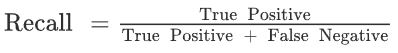 Recall = True Positive / True Positive + False Negative